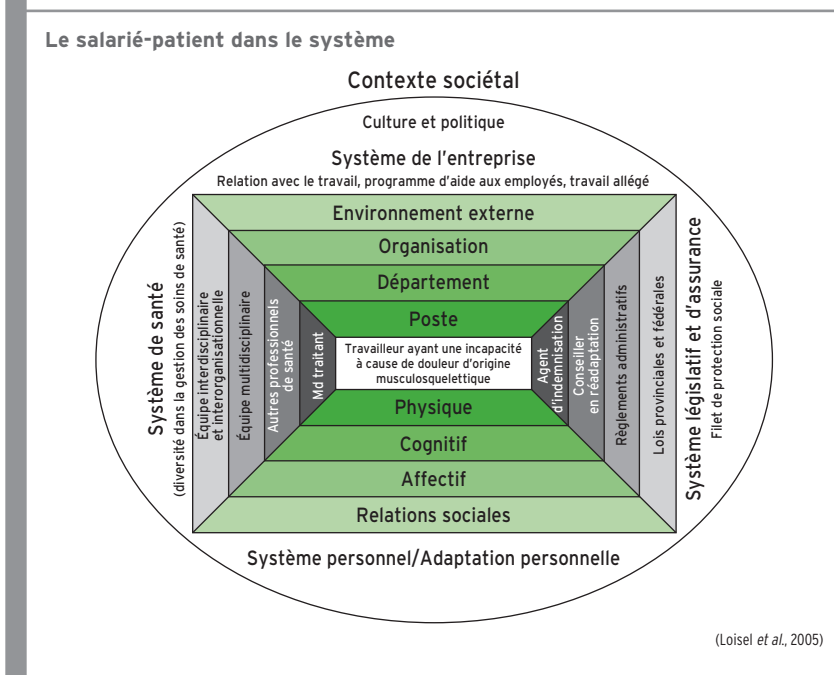 Le salarié-patient dans le système
Contexte sociétal
Culture et politique
Système de l'entreprise
Relation avec le travail, programme d'aide aux employés, travail allégé
Environnement externe
Organisation
Département
Poste
Système de santé
(diversité dans la gestion des soins de santé)
Équipe interdisciplinaire
et interorganisationnelle
Équipe multidisciplinaire
Autres professionnels
de santé
Md traitant
Travailleur ayant une incapacité
à cause de douleur d'origine
musculosquelettique
Agent
d'indemnisation
Conseiller
en réadaptation
Règlements administratifs
Lois provinciales et fédérales
Système législatif et d'assurance
Filet de protection sociale
Physique
Cognitif
Affectif
Relations sociales
Système personnel/Adaptation personnelle
(Loisel et al., 2005)